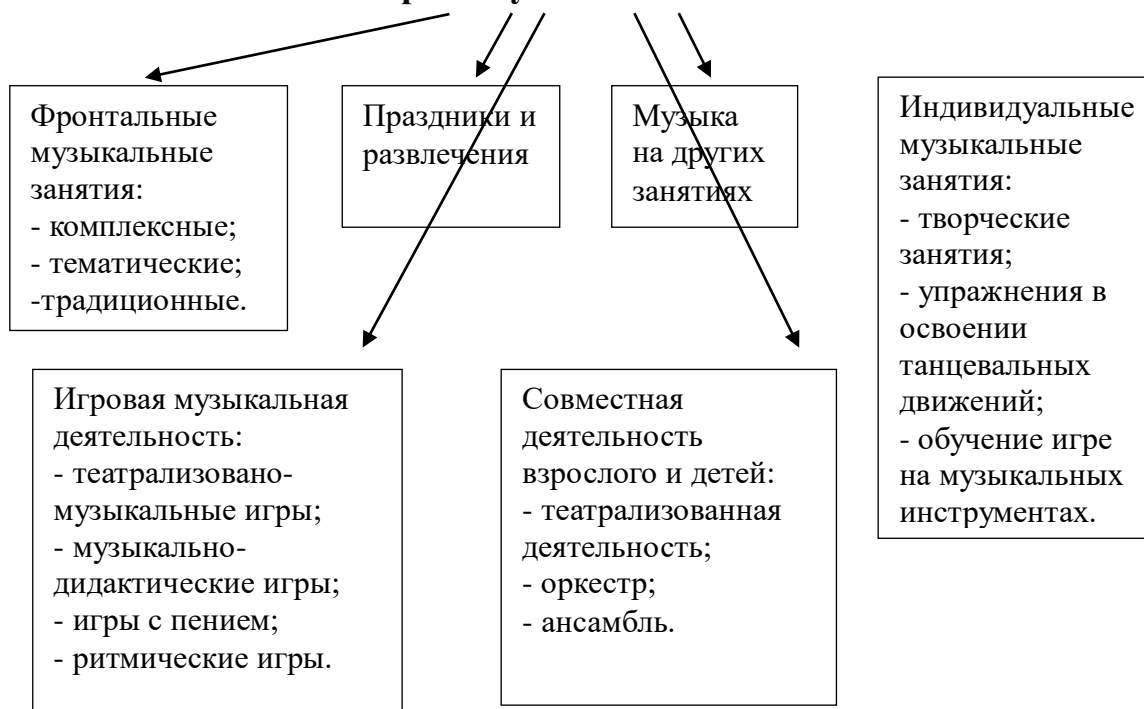 Фронтальные
музыкальные
занятия:
- комплексные;
- тематические;
-традиционные.
Праздники и
развлечения
Музыка
на других
занятиях
Индивидуальные
музыкальные
занятия:
- творческие
занятия;
- упражнения в
освоении
танцевальных
движений;
- обучение игре
на музыкальных
инструментах.
Игровая музыкальная
деятельность:
- театрализовано-
музыкальные игры;
- музыкально-
дидактические игры;
- игры с пением;
- ритмические игры.
Совместная
деятельность
взрослого и детей:
- театрализованная
деятельность;
- оркестр;
- ансамбль.